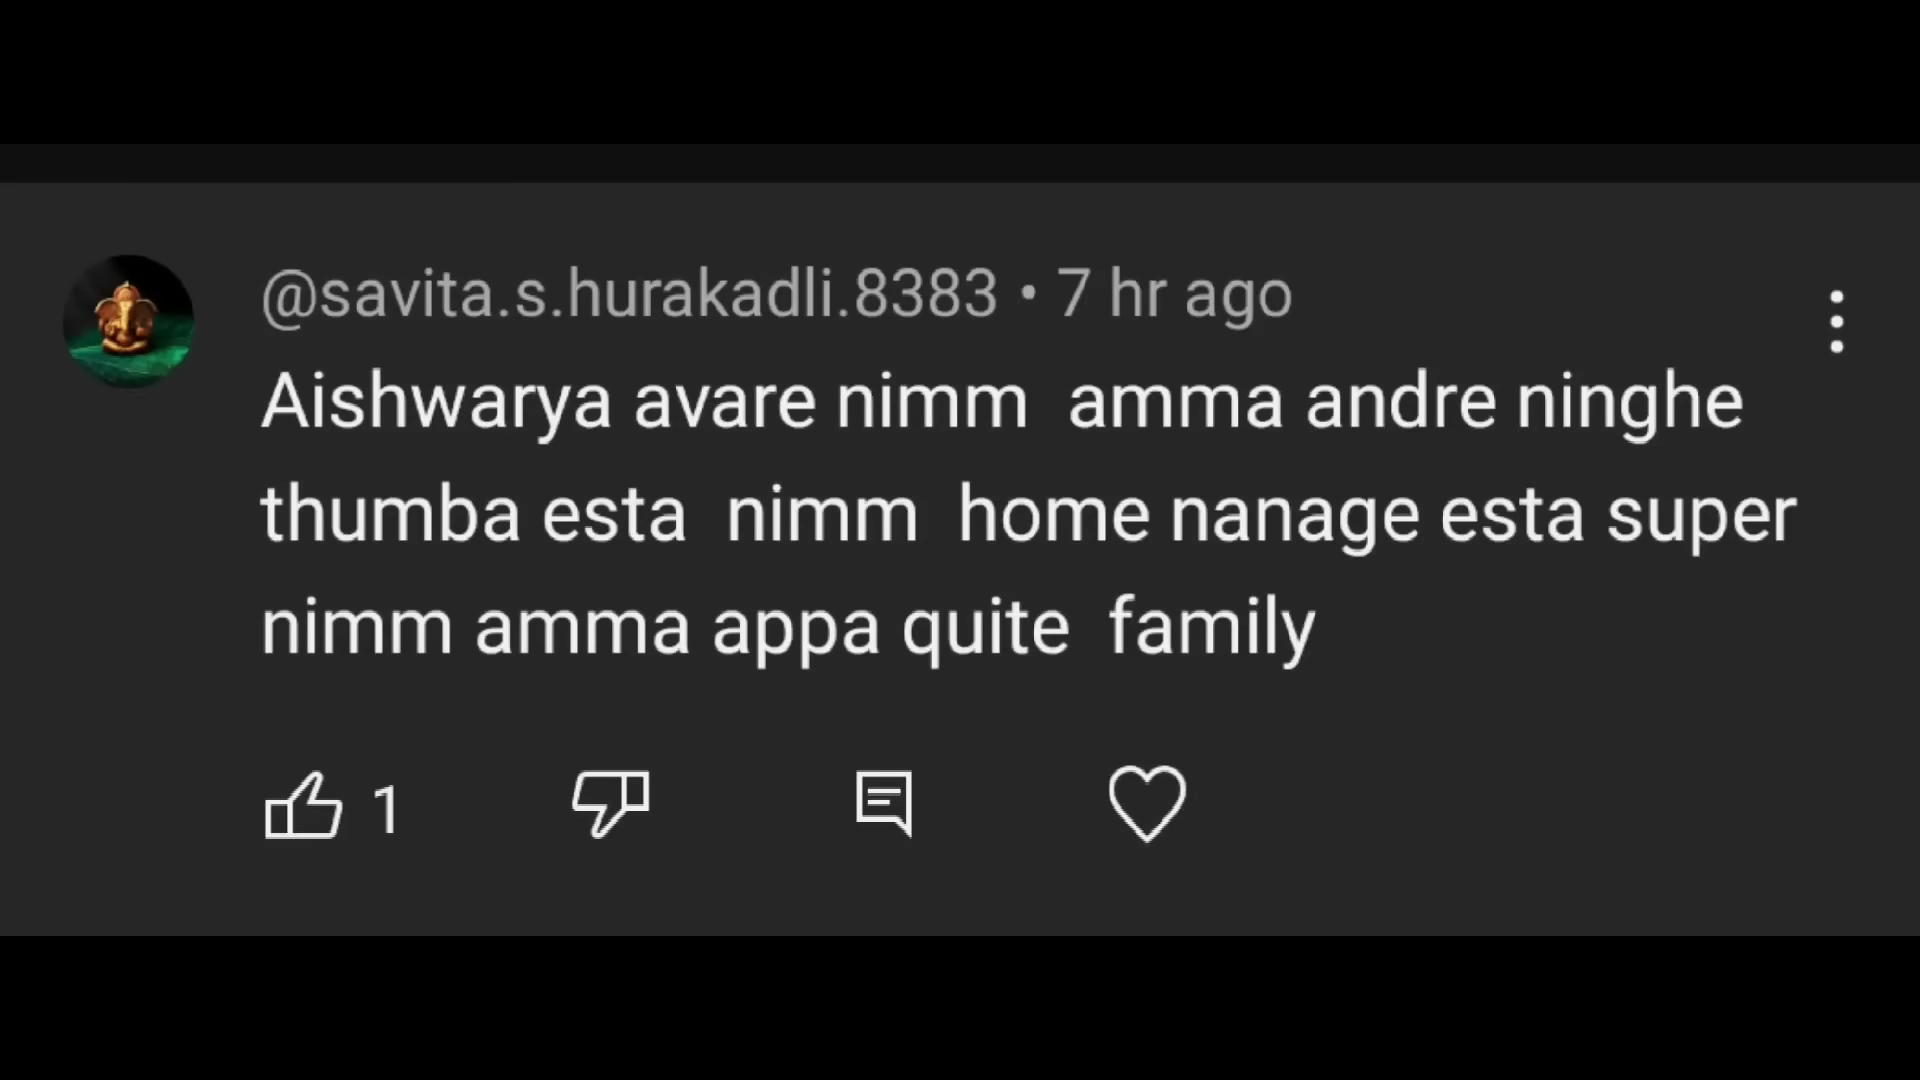 @savita.s.hurakadli.8383 • 7 hr ago
Aishwarya avare nimm amma andre ninghe
thumba esta nimm home nanage esta super
nimm amma appa quite family
1